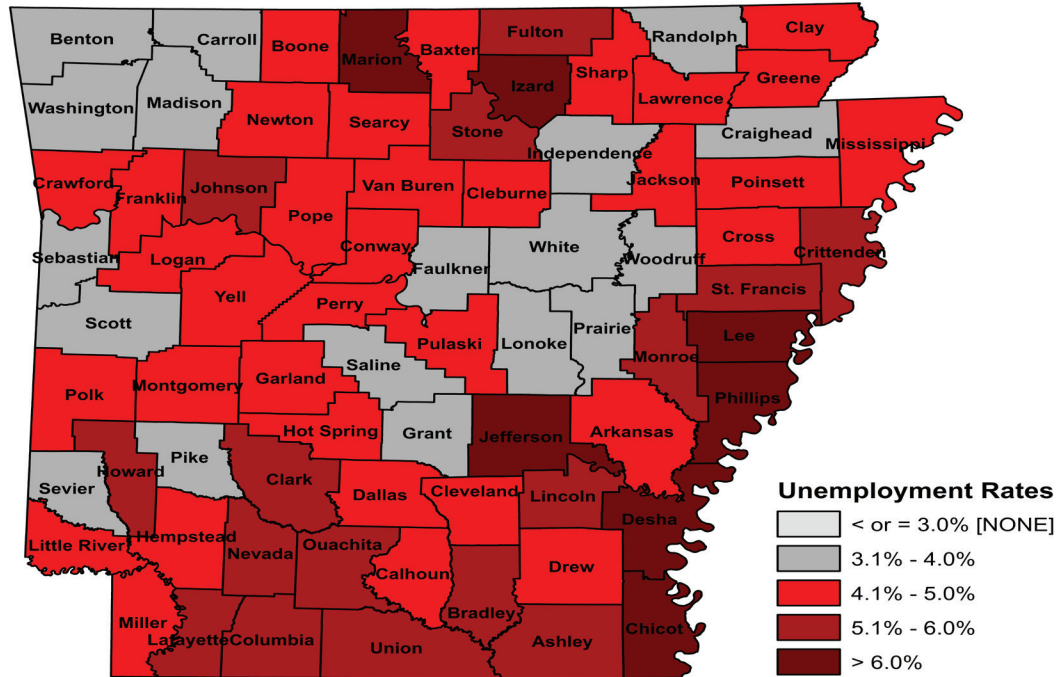 Benton
Carroll
Boone
Marion
Baxter
Fulton
Randolph
Clay
Izard
Sharp
Greene
Washington
Madison
Lawrence
Newton
Searcy
Stone
Craighead
Mississippi
Independence
Crawford
Franklin
Johnson
Van Buren
Cleburne
Jackson
Poinsett
Pope
Conway
White
Cross
Crittenden
Sebastian
Logan
Faulkner
Woodruff
St. Francis
Yell
Perry
Scott
Pulaski
Lonoke
Prairie
Lee
Saline
Monroe
Polk
Montgomery
Garland
Phillips
Hot Spring
Grant
Jefferson
Arkansas
Howard
Pike
Clark
Sevier
Dallas
Cleveland
Lincoln
Desha
Little River
Hempstead
Nevada
Ouachita
Calhoun
Drew
Bradley
Miller
Lafayette
Columbia
Union
Ashley
Chicot
Unemployment Rates
< or = 3.0% [NONE]
3.1% - 4.0%
4.1% - 5.0%
5.1% - 6.0%
> 6.0%